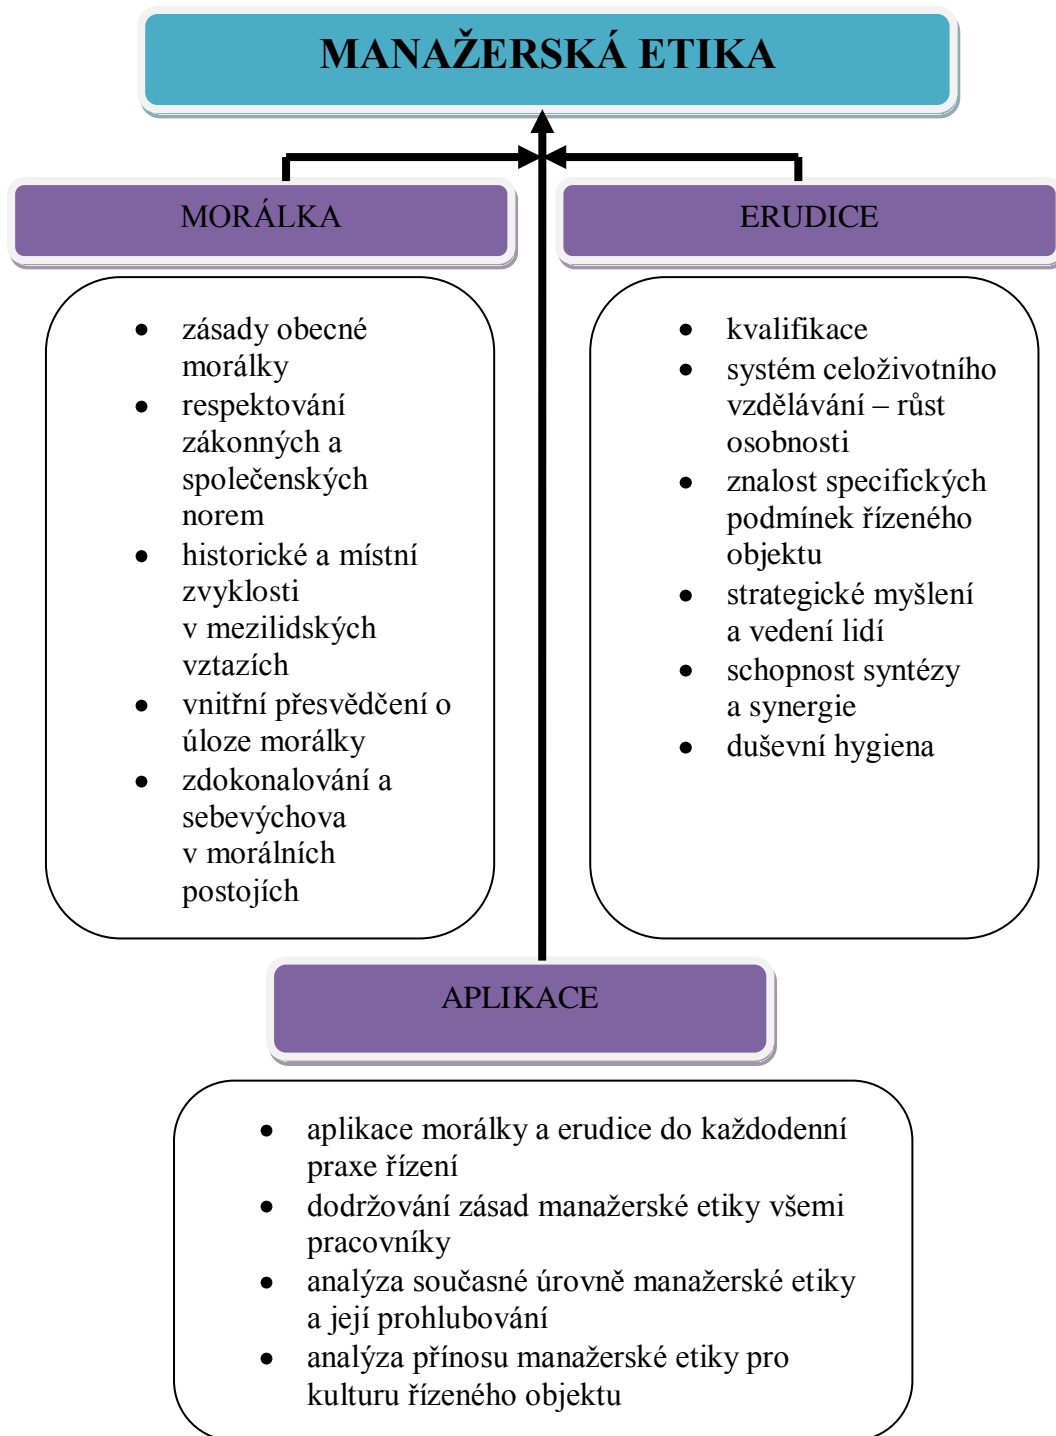 MANAŽERSKÁ ETIKA
MORÁLKA
• zásady obecné
morálky
• respektování
zákonných a
společenských
norem
• historické a místní
zvyklosti
v mezilidských
vztazích
• vnitřní přesvědčení o
úloze morálky
• zdokonalování a
sebevýchova
v morálních
postojích
ERUDICE
• kvalifikace
• systém celoživotního
vzdělávání – růst
osobnosti
• znalost specifických
podmínek řízeného
objektu
• strategické myšlení
a vedení lidí
• schopnost syntézy
a synergie
• duševní hygiena
APLIKACE
• aplikace morálky a erudice do každodenní
praxe řízení
• dodržování zásad manažerské etiky všemi
pracovníky
• analýza současné úrovně manažerské etiky
a její prohlubování
• analýza přínosu manažerské etiky pro
kulturu řízeného objektu